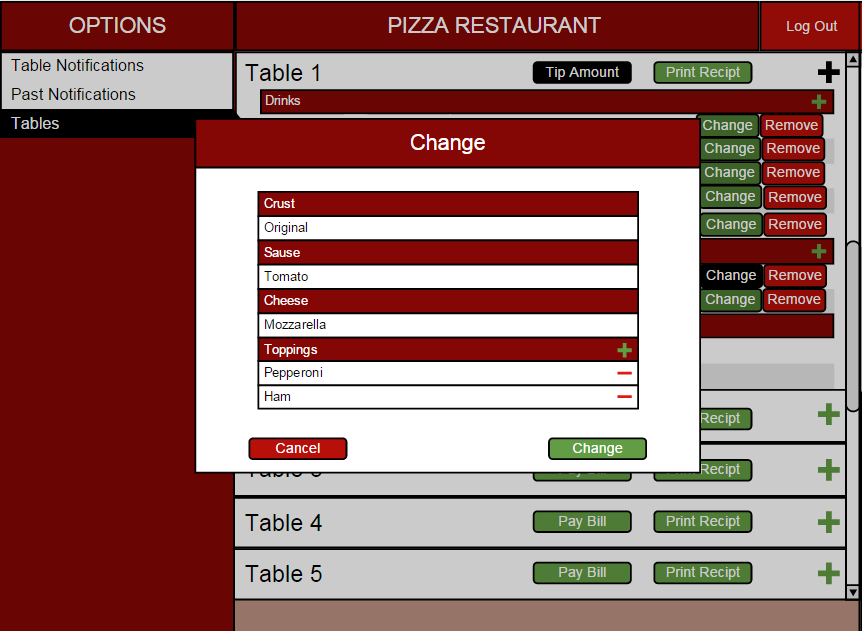 OPTIONS
PIZZA RESTAURANT
Log Out
Table Notifications
Past Notifications
Tables
Table 1
Tip Amount
Print Recipt
Drinks
Change Remove
Change Remove
Change Remove
Change Remove
Change Remove
Change Remove
Change Remove
Change
Crust
Original
Sause
Tomato
Cheese
Mozzarella
Toppings
Pepperoni
Ham
Cancel
Change
Recipt
Recipt
Table 4
Pay Bill
Print Recipt
Table 5
Pay Bill
Print Recipt